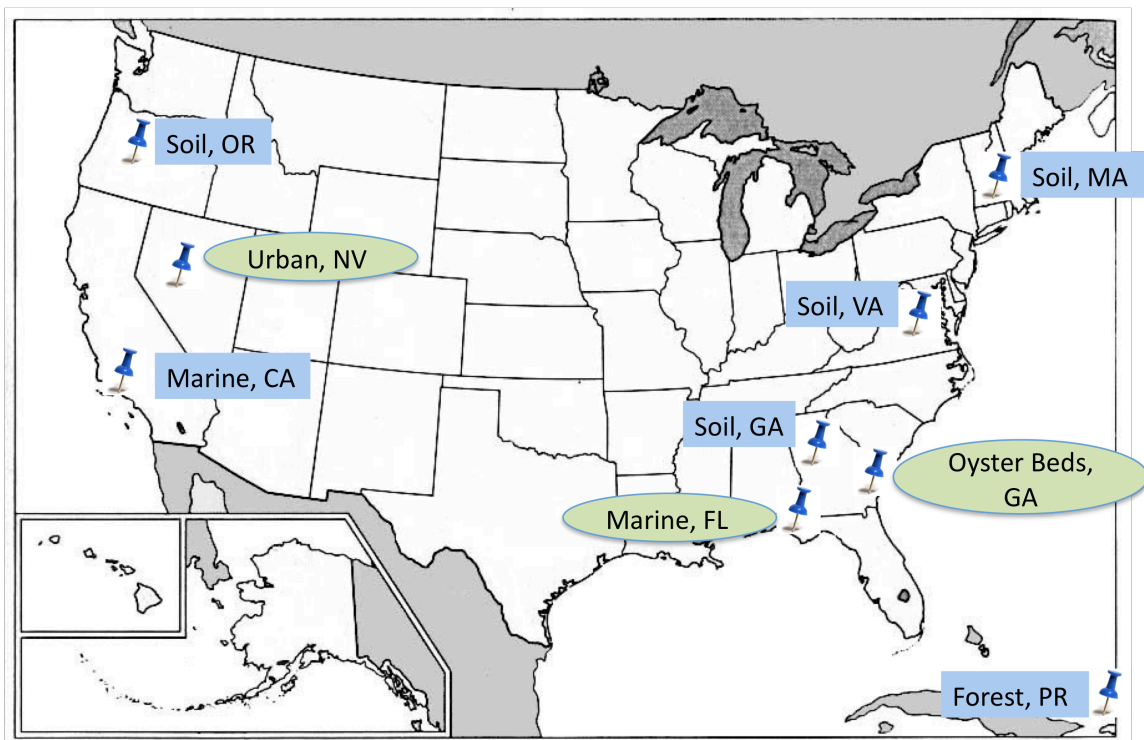 Soil, OR
Soil, MA
Urban, NV
Soil, VA
Marine, CA
Soil, GA
Oyster Beds,
GA
Marine, FL
Forest, PR